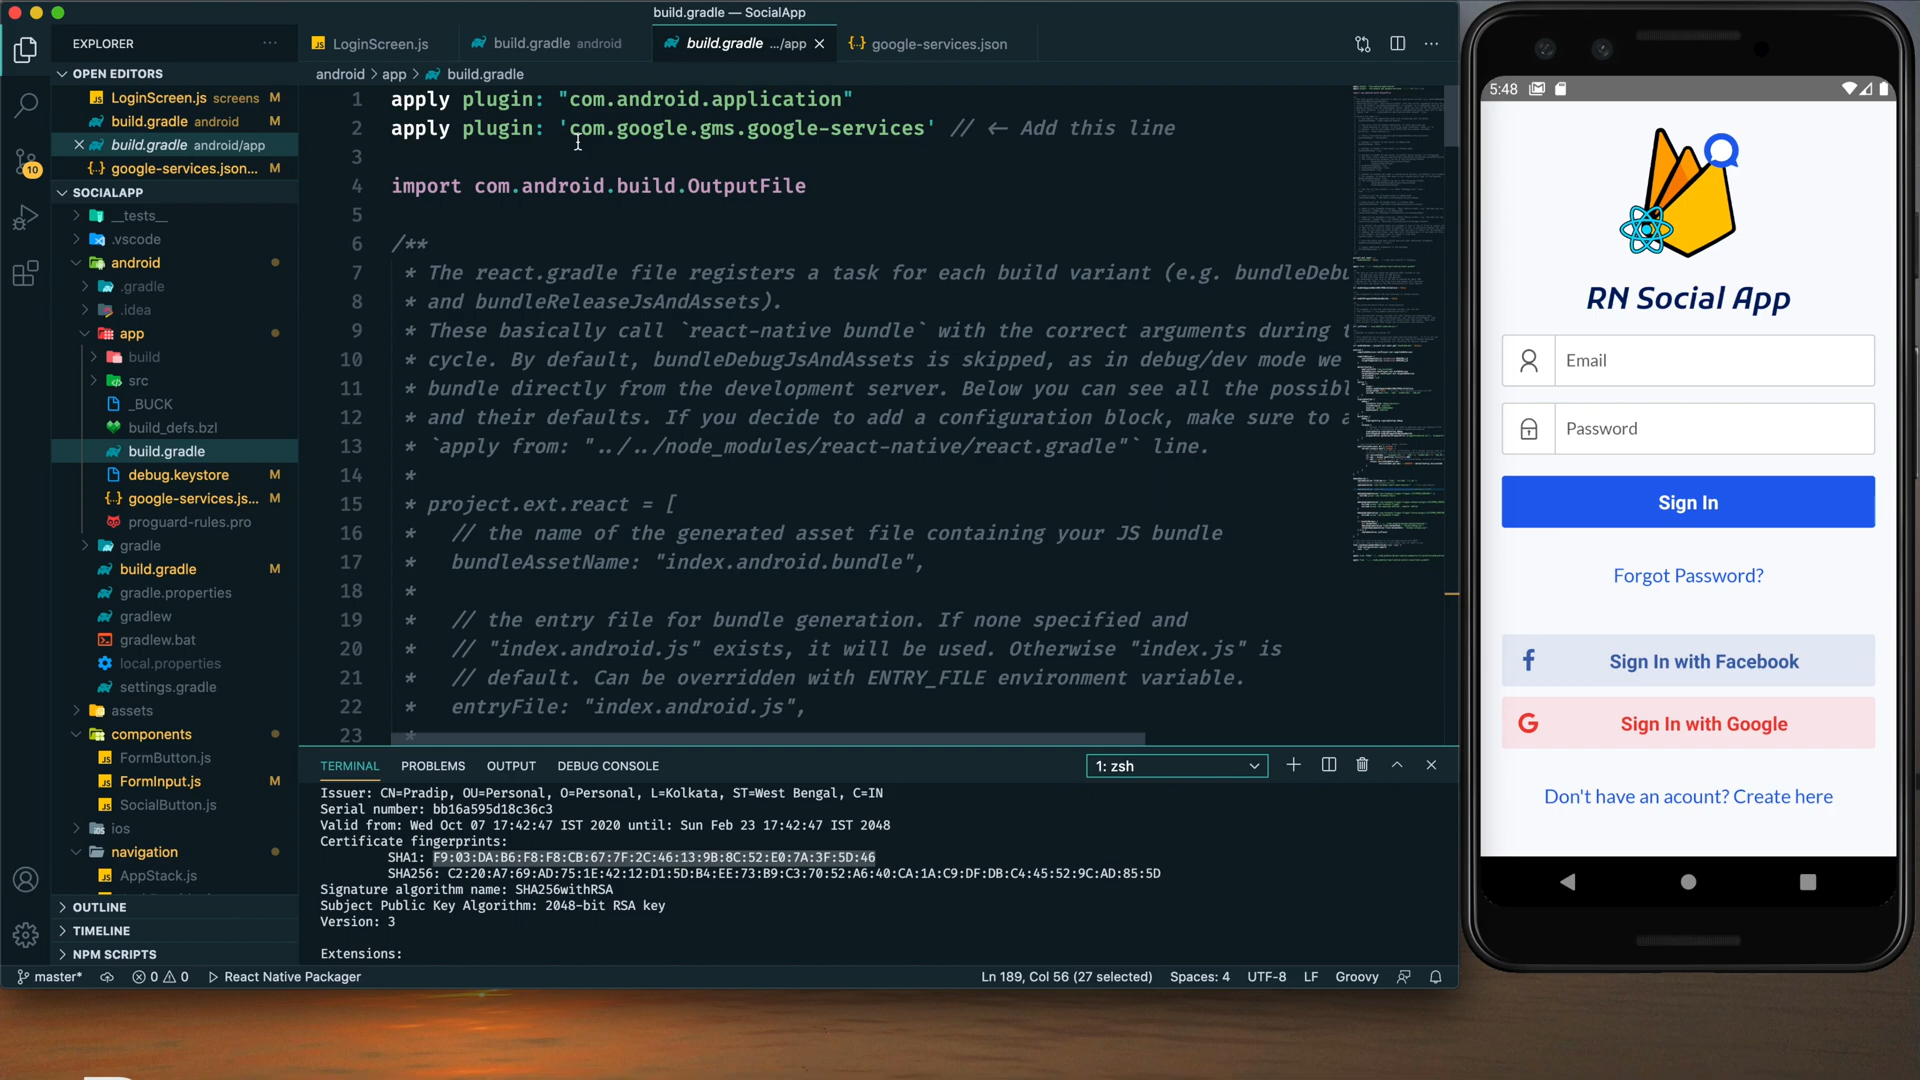 build.gradle — SocialApp
EXPLORER
LoginScreen.js
build.gradle android
build.gradle .../app
google-services.json
OPEN EDITORS
LoginScreen.js screens M
build.gradle android M
build.gradle android/app
google-services.json... M
10
SOCIALAPP
__tests__
.vscode
android
.gradle
.idea
app
build
src
_BUCK
build_defs.bzl
build.gradle
debug.keystore M
google-services.js... M
proguard-rules.pro
gradle
build.gradle M
gradle.properties
gradlew
gradlew.bat
local.properties
settings.gradle
assets
components
FormButton.js
FormInput.js M
SocialButton.js
ios
navigation
AppStack.js
OUTLINE
TIMELINE
NPM SCRIPTS
android > app > build.gradle
1 apply plugin: "com.android.application"
2 apply plugin: 'com.google.gms.google-services' // <- Add this line
3
4 import com.android.build.OutputFile
5
6 /**
7 * The react.gradle file registers a task for each build variant (e.g. bundleDebu
8 * and bundleReleaseJsAndAssets).
9 * These basically call `react-native bundle` with the correct arguments during t
10 * cycle. By default, bundleDebugJsAndAssets is skipped, as in debug/dev mode we
11 * bundle directly from the development server. Below you can see all the possibl
12 * and their defaults. If you decide to add a configuration block, make sure to a
13 * `apply from: "../../node_modules/react-native/react.gradle"` line.
14 *
15 * project.ext.react = [
16 * // the name of the generated asset file containing your JS bundle
17 * bundleAssetName: "index.android.bundle",
18 *
19 * // the entry file for bundle generation. If none specified and
20 * // "index.android.js" exists, it will be used. Otherwise "index.js" is
21 * // default. Can be overridden with ENTRY_FILE environment variable.
22 * entryFile: "index.android.js",
23 *
TERMINAL PROBLEMS OUTPUT DEBUG CONSOLE
1: zsh
Issuer: CN=Pradip, OU=Personal, O=Personal, L=Kolkata, ST=West Bengal, C=IN
Serial number: bb16a595d18c36c3
Valid from: Wed Oct 07 17:42:47 IST 2020 until: Sun Feb 23 17:42:47 IST 2048
Certificate fingerprints:
SHA1: F9:03:DA:B6:F8:F8:CB:67:7F:2C:46:13:9B:8C:52:E0:7A:3F:5D:46
SHA256: C2:20:A7:69:AD:75:1E:42:12:D1:5D:B4:EE:73:B9:C3:70:52:A6:40:CA:1A:C9:DF:DB:C4:45:52:9C:AD:85:5D
Signature algorithm name: SHA256withRSA
Subject Public Key Algorithm: 2048-bit RSA key
Version: 3
Extensions:
master* 0 0 React Native Packager
Ln 189, Col 56 (27 selected) Spaces: 4 UTF-8 LF Groovy
5:48
RN Social App
Email
Password
Sign In
Forgot Password?
f Sign In with Facebook
G Sign In with Google
Don't have an acount? Create here